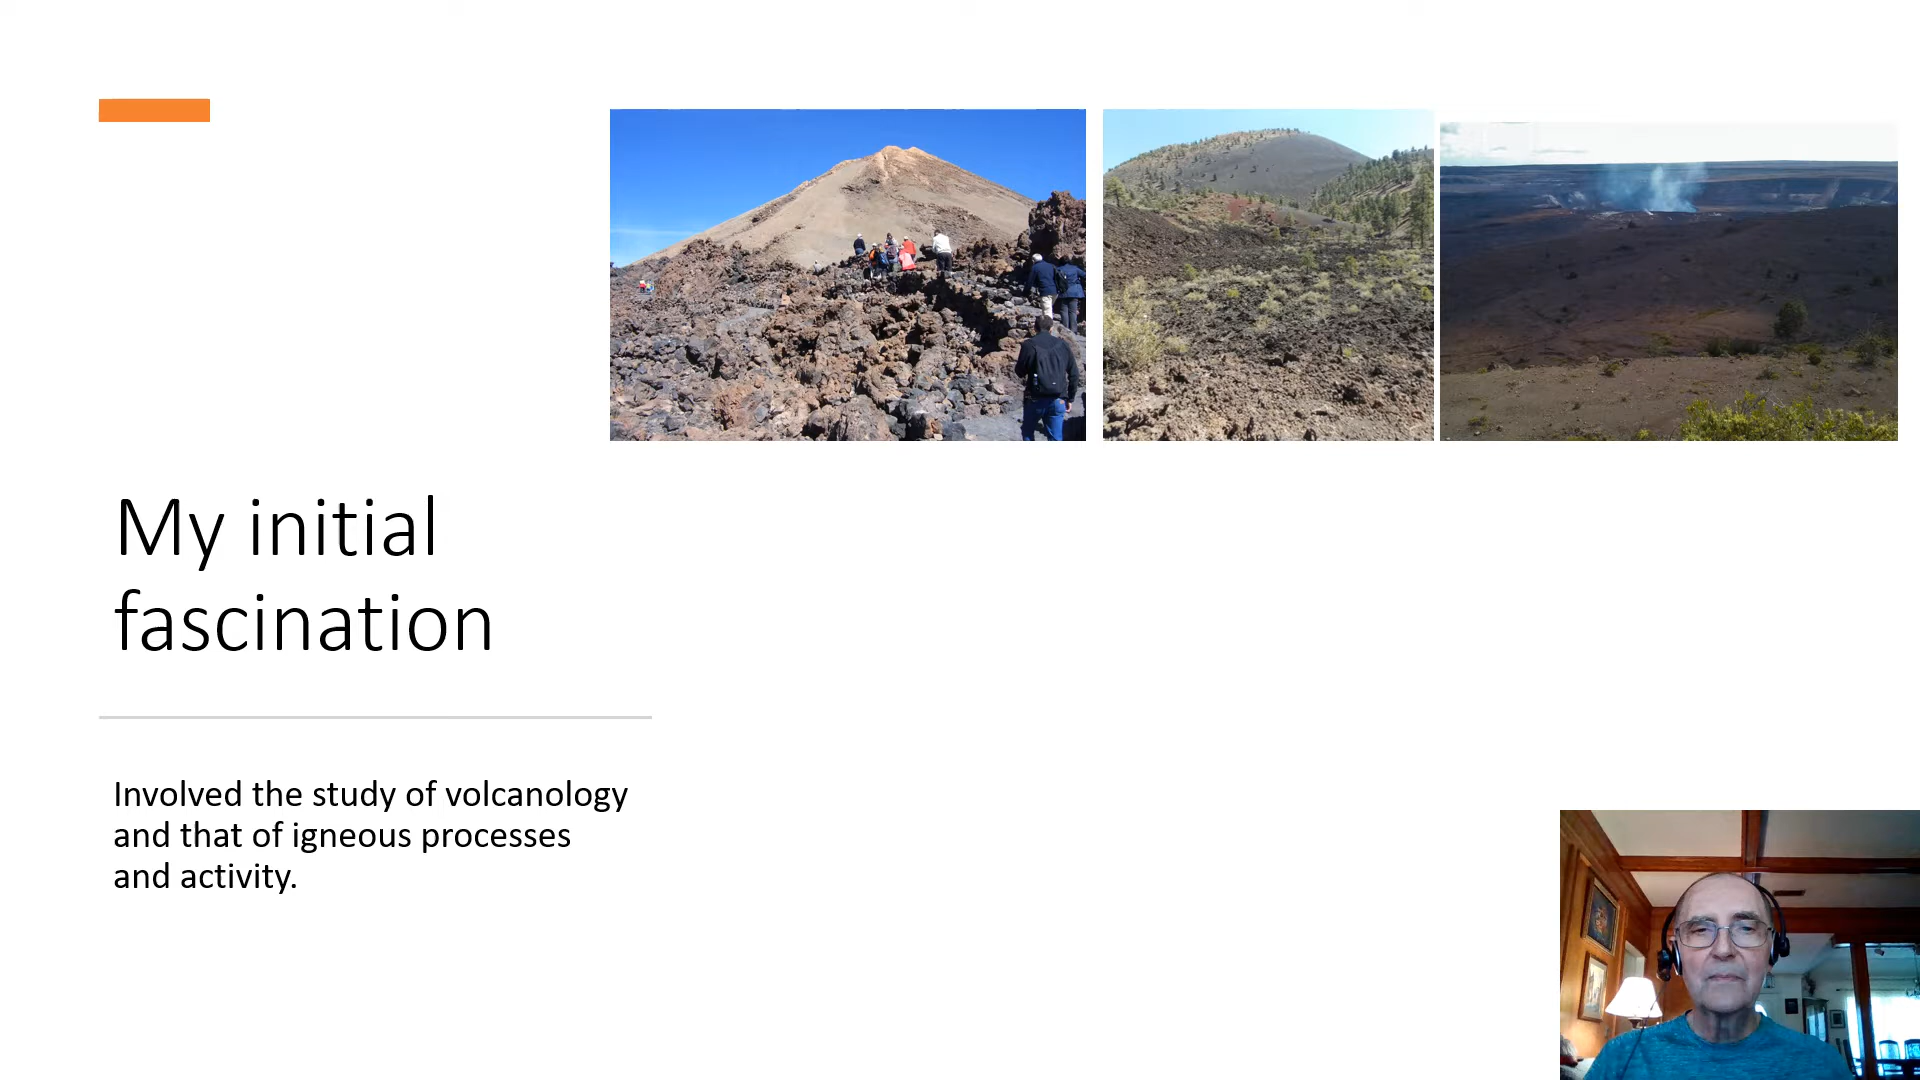 My initial
fascination
Involved the study of volcanology
and that of igneous processes
and activity.